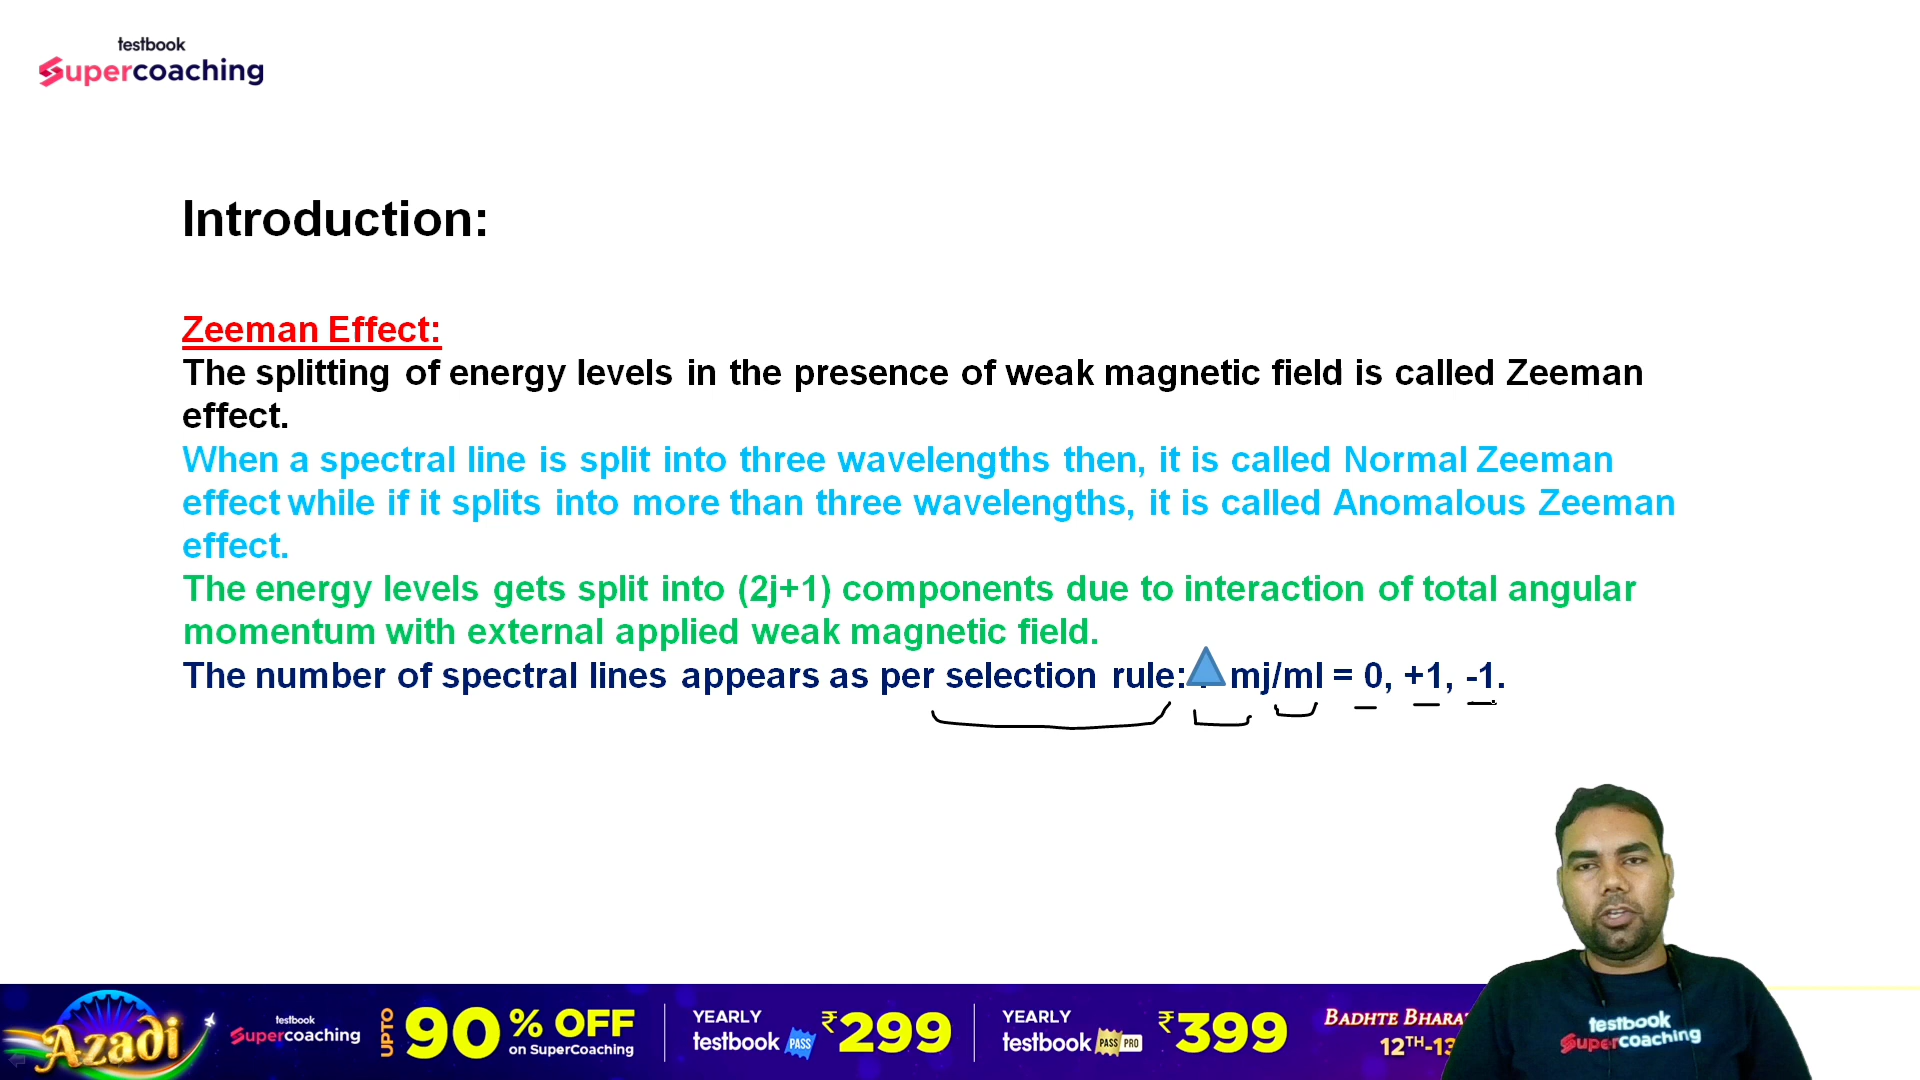 testbook
Supercoaching
Introduction:
Zeeman Effect:
The splitting of energy levels in the presence of weak magnetic field is called Zeeman
effect.
When a spectral line is split into three wavelengths then, it is called Normal Zeeman
effect while if it splits into more than three wavelengths, it is called Anomalous Zeeman
effect.
The energy levels gets split into (2j+1) components due to interaction of total angular
momentum with external applied weak magnetic field.
The number of spectral lines appears as per selection rule: mj/ml = 0, +1, -1.
testbook
Supercoaching
Azadi
testbook
Supercoaching
UPTO 90% OFF
on SuperCoaching
YEARLY
testbook PASS ₹299
YEARLY
testbook PASS PRO ₹399
BADHTE BHARAT
12TH-13